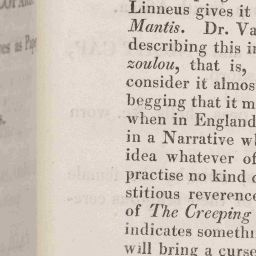 Linneus gives it
Mantis. Dr. Va
describing this in
zoulou, that is,
consider it almos
begging that it m
when in England
in a Narrative wh
idea whatever of
practise no kind o
stitious reverence
of The Creeping
indicates somethi
will bring a curse